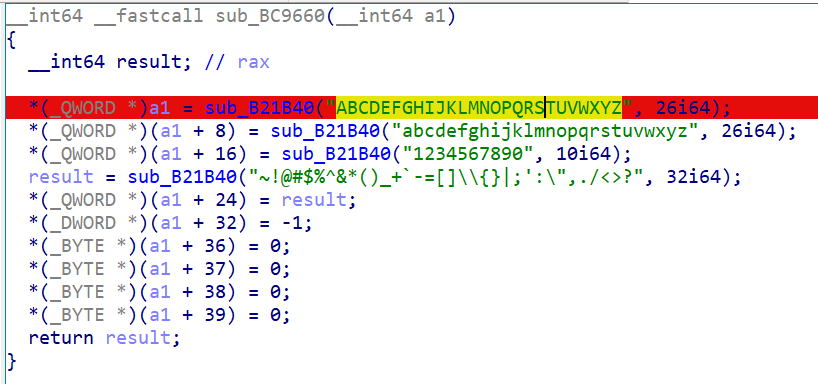 __int64 __fastcall sub_BC9660(__int64 a1)
{
  __int64 result; // rax

  *(_QWORD *)a1 = sub_B21B40("ABCDEFGHIJKLMNOPQRSTUVWXYZ", 26i64);
  *(_QWORD *)(a1 + 8) = sub_B21B40("abcdefghijklmnopqrstuvwxyz", 26i64);
  *(_QWORD *)(a1 + 16) = sub_B21B40("1234567890", 10i64);
  result = sub_B21B40("~!@#$%^&*()_+`-=[]\\{}|;':\",./<>?", 32i64);
  *(_QWORD *)(a1 + 24) = result;
  *(_DWORD *)(a1 + 32) = -1;
  *(_BYTE *)(a1 + 36) = 0;
  *(_BYTE *)(a1 + 37) = 0;
  *(_BYTE *)(a1 + 38) = 0;
  *(_BYTE *)(a1 + 39) = 0;
  return result;
}